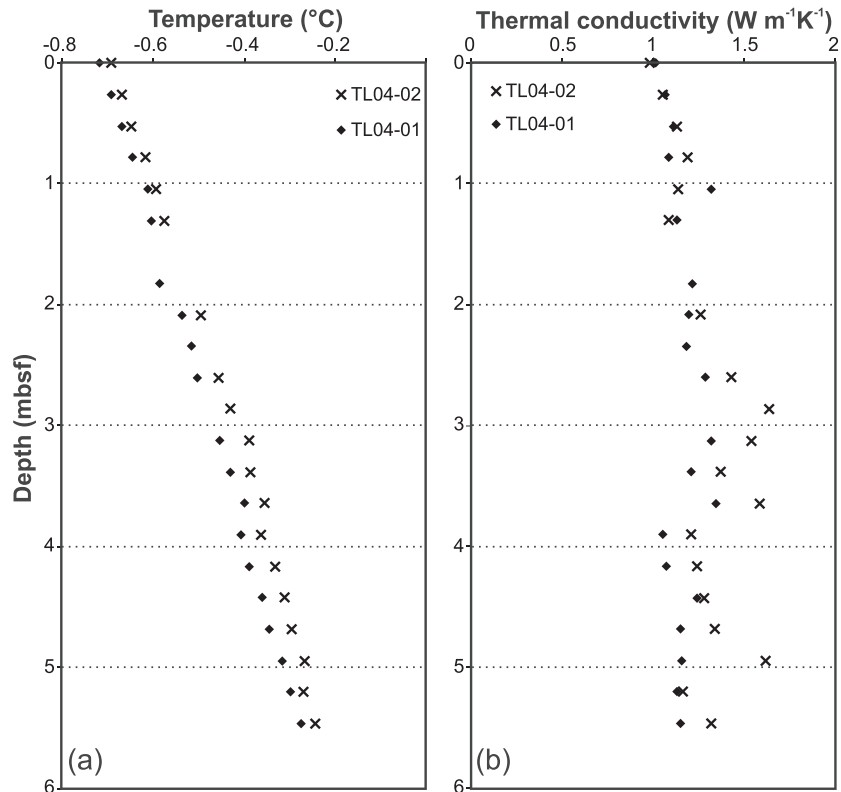 Temperature (°C)
-0.8 -0.6 -0.4 -0.2
TL04-02
TL04-01
Depth (mbsf)
0
1
2
3
4
5
6
(a)
Thermal conductivity (W m⁻¹K⁻¹)
0 0.5 1 1.5 2
TL04-02
TL04-01
0
1
2
3
4
5
6
(b)